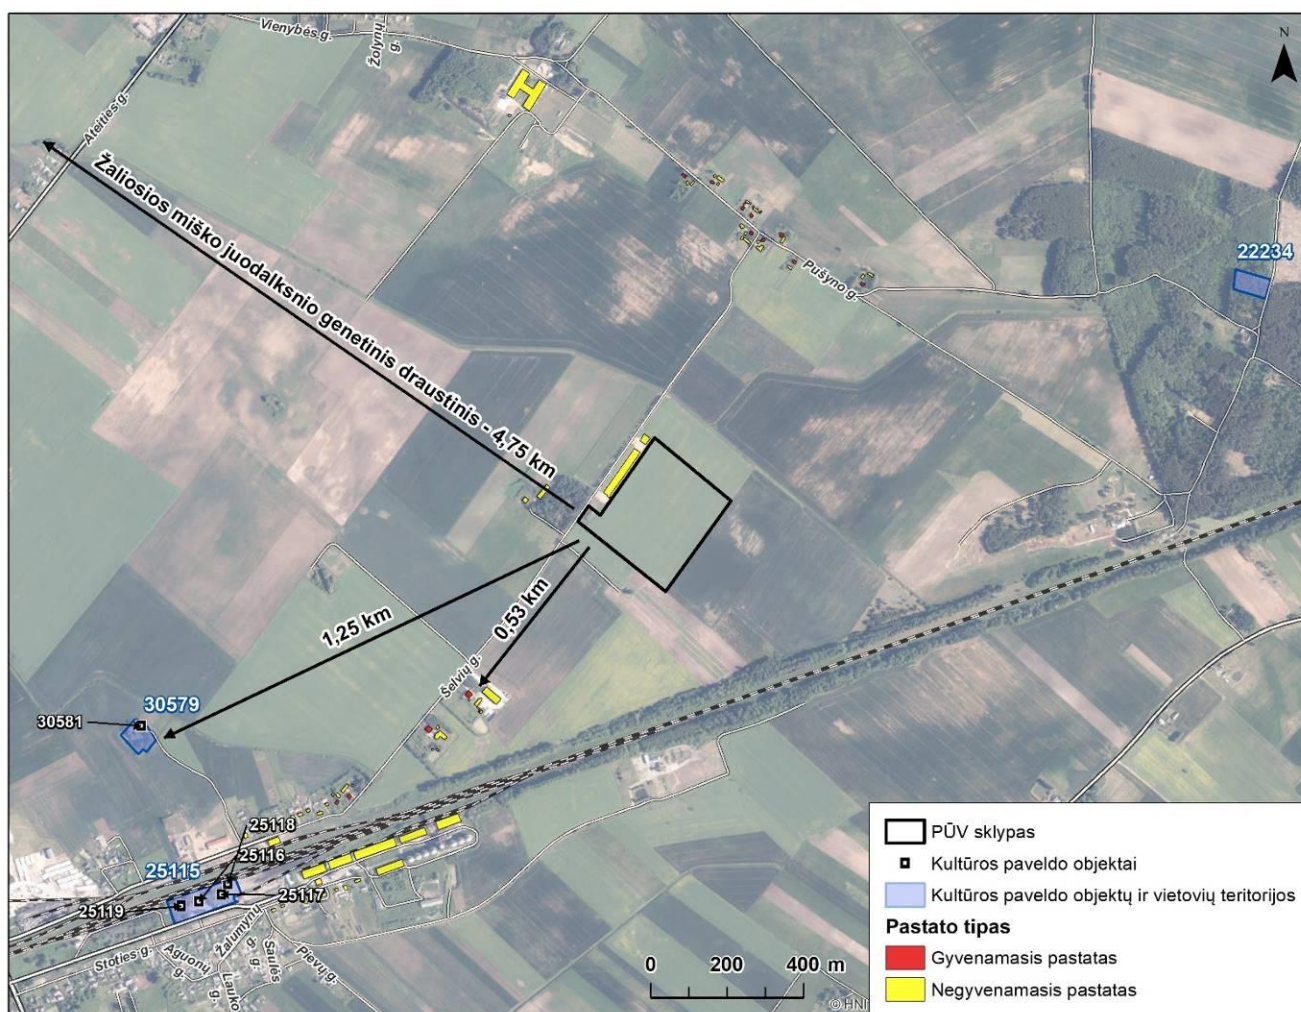 Vienybės g.
Žolynų g.
N
Ateities g.
Žaliosios miško juodalksnio genetinis draustinis - 4,75 km
22234
Pušyno g.
1,25 km
0,53 km
Šelvių g.
30579
30581
25118
25116
25115
25117
25119
Stoties g.
Aguonų g.
Žalumynų g.
Lauko g.
Saulės g.
Pievų g.
0 200 400 m
PŪV sklypas
Kultūros paveldo objektai
Kultūros paveldo objektų ir vietovių teritorijos
Pastato tipas
Gyvenamasis pastatas
Negyvenamasis pastatas